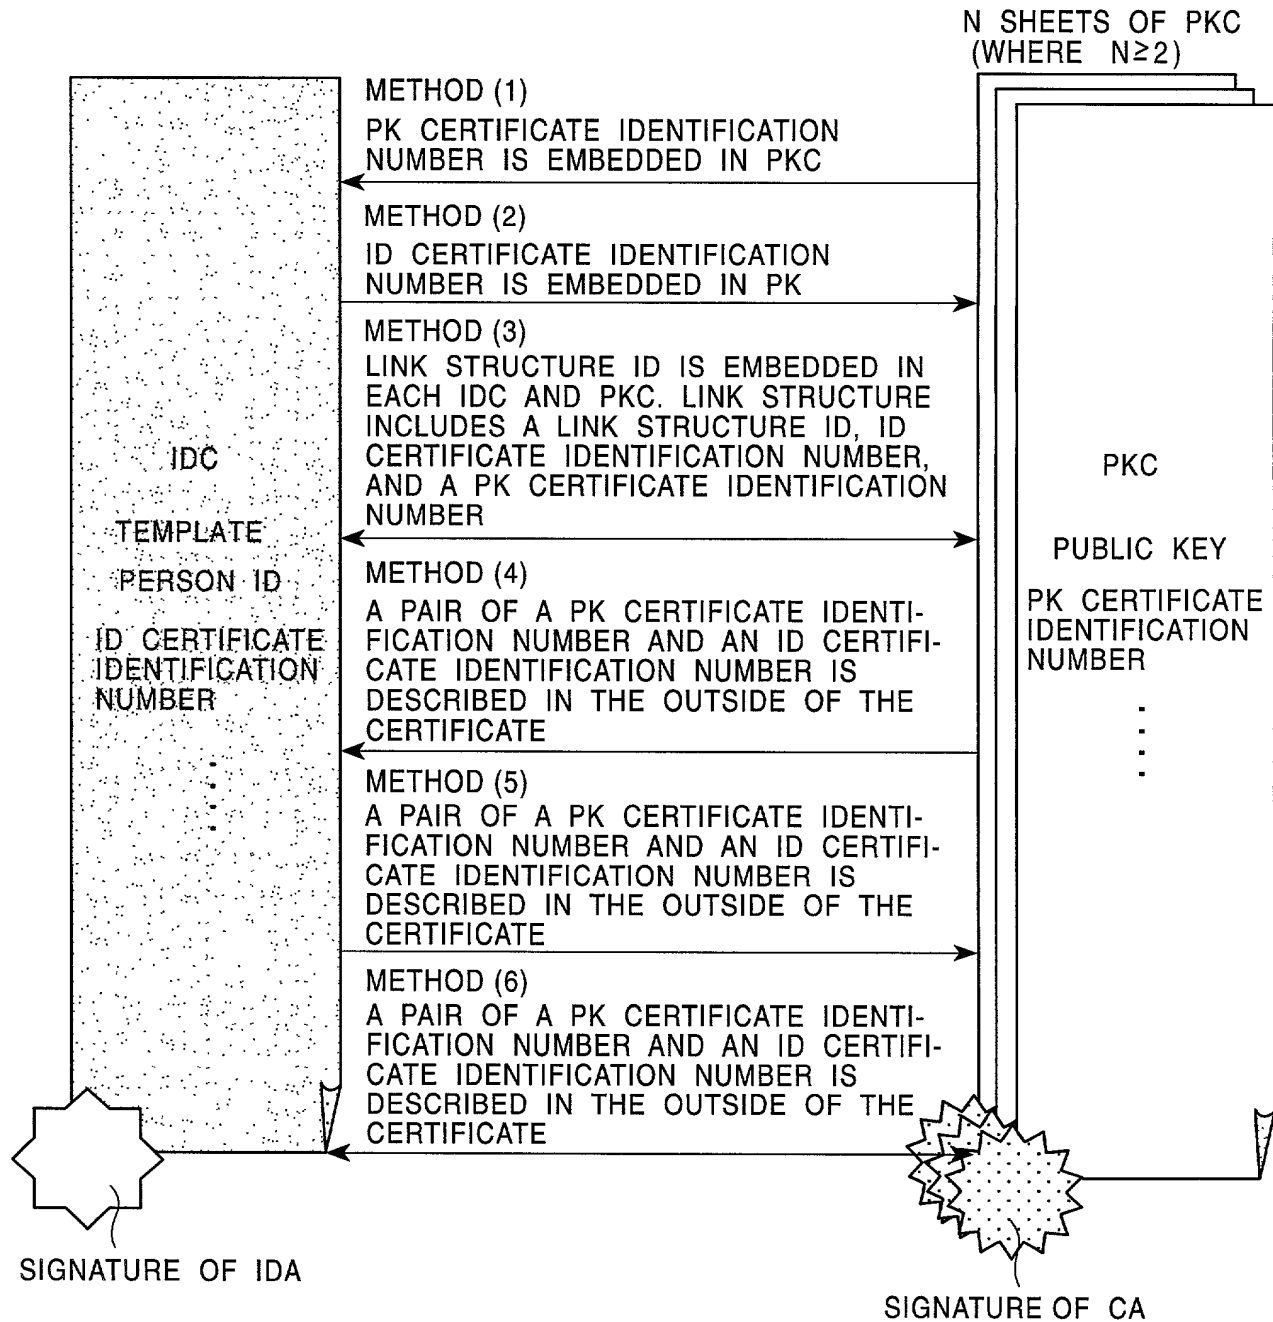 N SHEETS OF PKC
(WHERE N≥2)
METHOD (1)
PK CERTIFICATE IDENTIFICATION
NUMBER IS EMBEDDED IN PKC
METHOD (2)
ID CERTIFICATE IDENTIFICATION
NUMBER IS EMBEDDED IN PK
METHOD (3)
LINK STRUCTURE ID IS EMBEDDED IN
EACH IDC AND PKC. LINK STRUCTURE
INCLUDES A LINK STRUCTURE ID, ID
CERTIFICATE IDENTIFICATION NUMBER,
AND A PK CERTIFICATE IDENTIFICATION
NUMBER
METHOD (4)
A PAIR OF A PK CERTIFICATE IDENTI-
FICATION NUMBER AND AN ID CERTIFI-
CATE IDENTIFICATION NUMBER IS
DESCRIBED IN THE OUTSIDE OF THE
CERTIFICATE
METHOD (5)
A PAIR OF A PK CERTIFICATE IDENTI-
FICATION NUMBER AND AN ID CERTIFI-
CATE IDENTIFICATION NUMBER IS
DESCRIBED IN THE OUTSIDE OF THE
CERTIFICATE
METHOD (6)
A PAIR OF A PK CERTIFICATE IDENTI-
FICATION NUMBER AND AN ID CERTIFI-
CATE IDENTIFICATION NUMBER IS
DESCRIBED IN THE OUTSIDE OF THE
CERTIFICATE
IDC
TEMPLATE
PERSON ID
ID CERTIFICATE
IDENTIFICATION
NUMBER
PKC
PUBLIC KEY
PK CERTIFICATE
IDENTIFICATION
NUMBER
SIGNATURE OF IDA
SIGNATURE OF CA